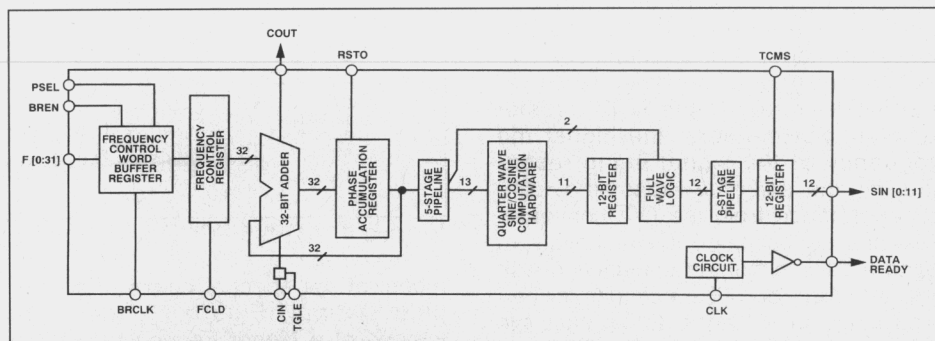 COUT
RSTO
TCMS
PSEL
BREN
F [0:31]
FREQUENCY
CONTROL
WORD
BUFFER
REGISTER
FREQUENCY
CONTROL
REGISTER
32
32-BIT ADDER
32
32
PHASE
ACCUMULATION
REGISTER
5-STAGE
PIPELINE
2
13
QUARTER WAVE
SINE/COSINE
COMPUTATION
HARDWARE
11
12-BIT
REGISTER
FULL
WAVE
LOGIC
12
6-STAGE
PIPELINE
12-BIT
REGISTER
12
SIN [0:11]
CLOCK
CIRCUIT
DATA
READY
BRCLK
FCLD
CIN
TGLE
CLK